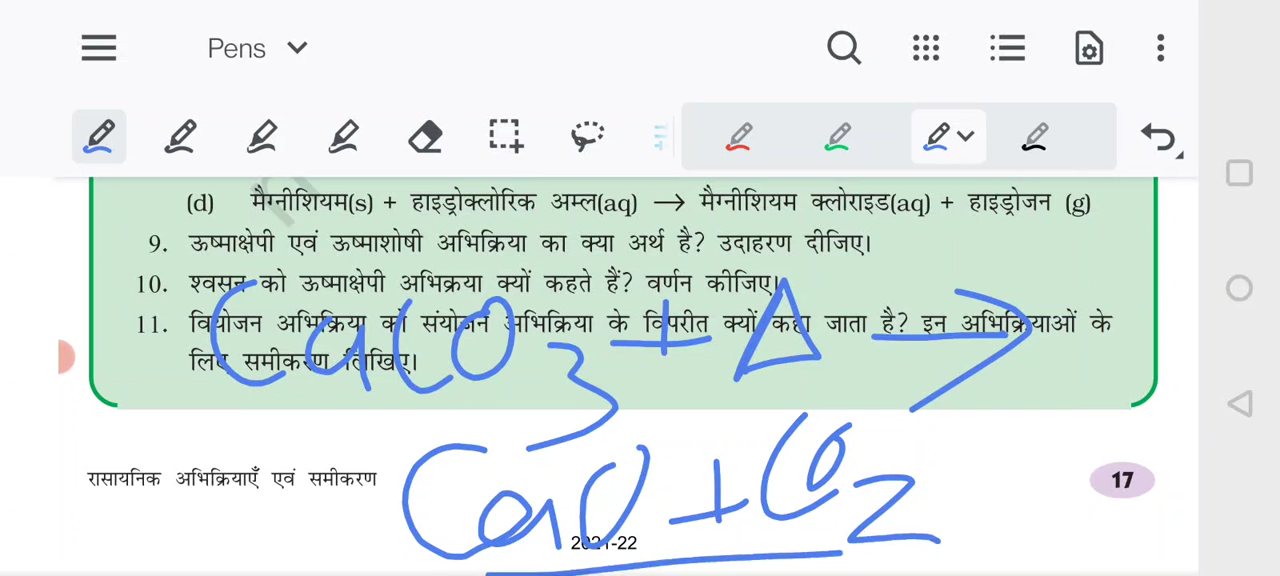 Pens
(d) मैग्नीशियम(s) + हाइड्रोक्लोरिक अम्ल(aq) → मैग्नीशियम क्लोराइड(aq) + हाइड्रोजन (g)
9. ऊष्माक्षेपी एवं ऊष्माशोषी अभिक्रिया का क्या अर्थ है? उदाहरण दीजिए।
10. श्वसन को ऊष्माक्षेपी अभिक्रया क्यों कहते हैं? वर्णन कीजिए।
11. वियोजन अभिक्रिया को संयोजन अभिक्रिया के विपरीत क्यों कहा जाता है? इन अभिक्रियाओं के
लिए समीकरण लिखिए।
CaCO3 + Δ →
CaO + CO2
रासायनिक अभिक्रियाएँ एवं समीकरण
17
2021-22